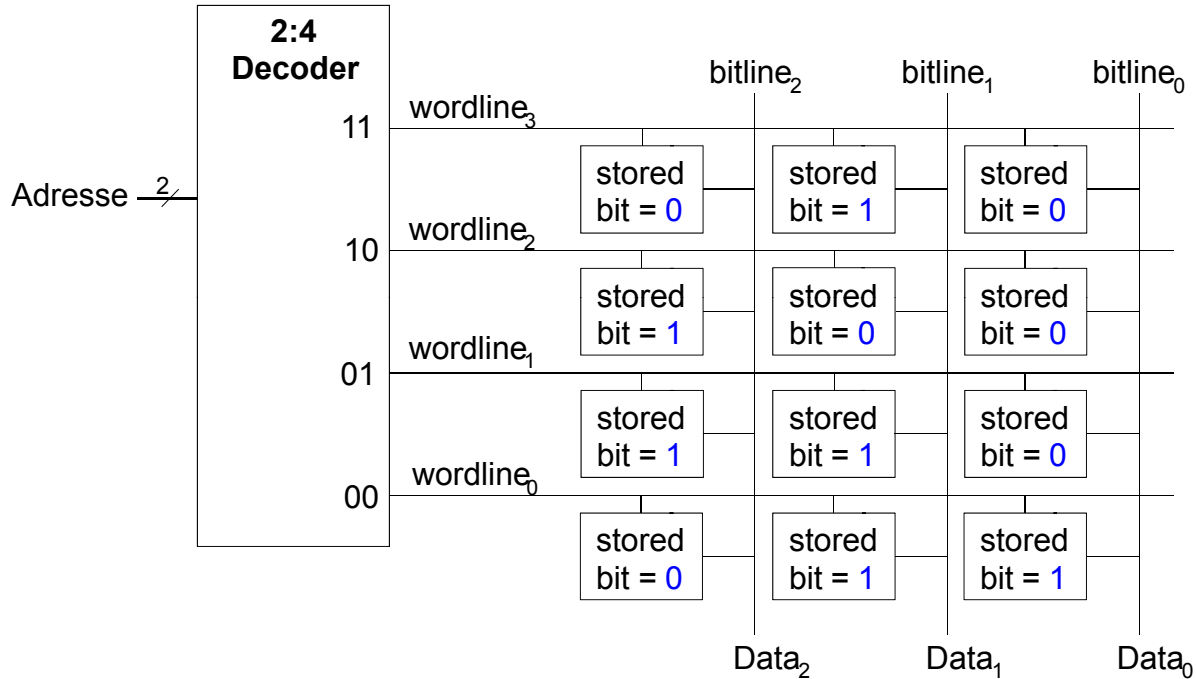 2:4
Decoder
bitline₂ bitline₁ bitline₀
wordline₃
11
stored stored stored
bit = 0 bit = 1 bit = 0
Adresse 2
wordline₂
10
stored stored stored
bit = 1 bit = 0 bit = 0
wordline₁
01
stored stored stored
bit = 1 bit = 1 bit = 0
wordline₀
00
stored stored stored
bit = 0 bit = 1 bit = 1
Data₂ Data₁ Data₀